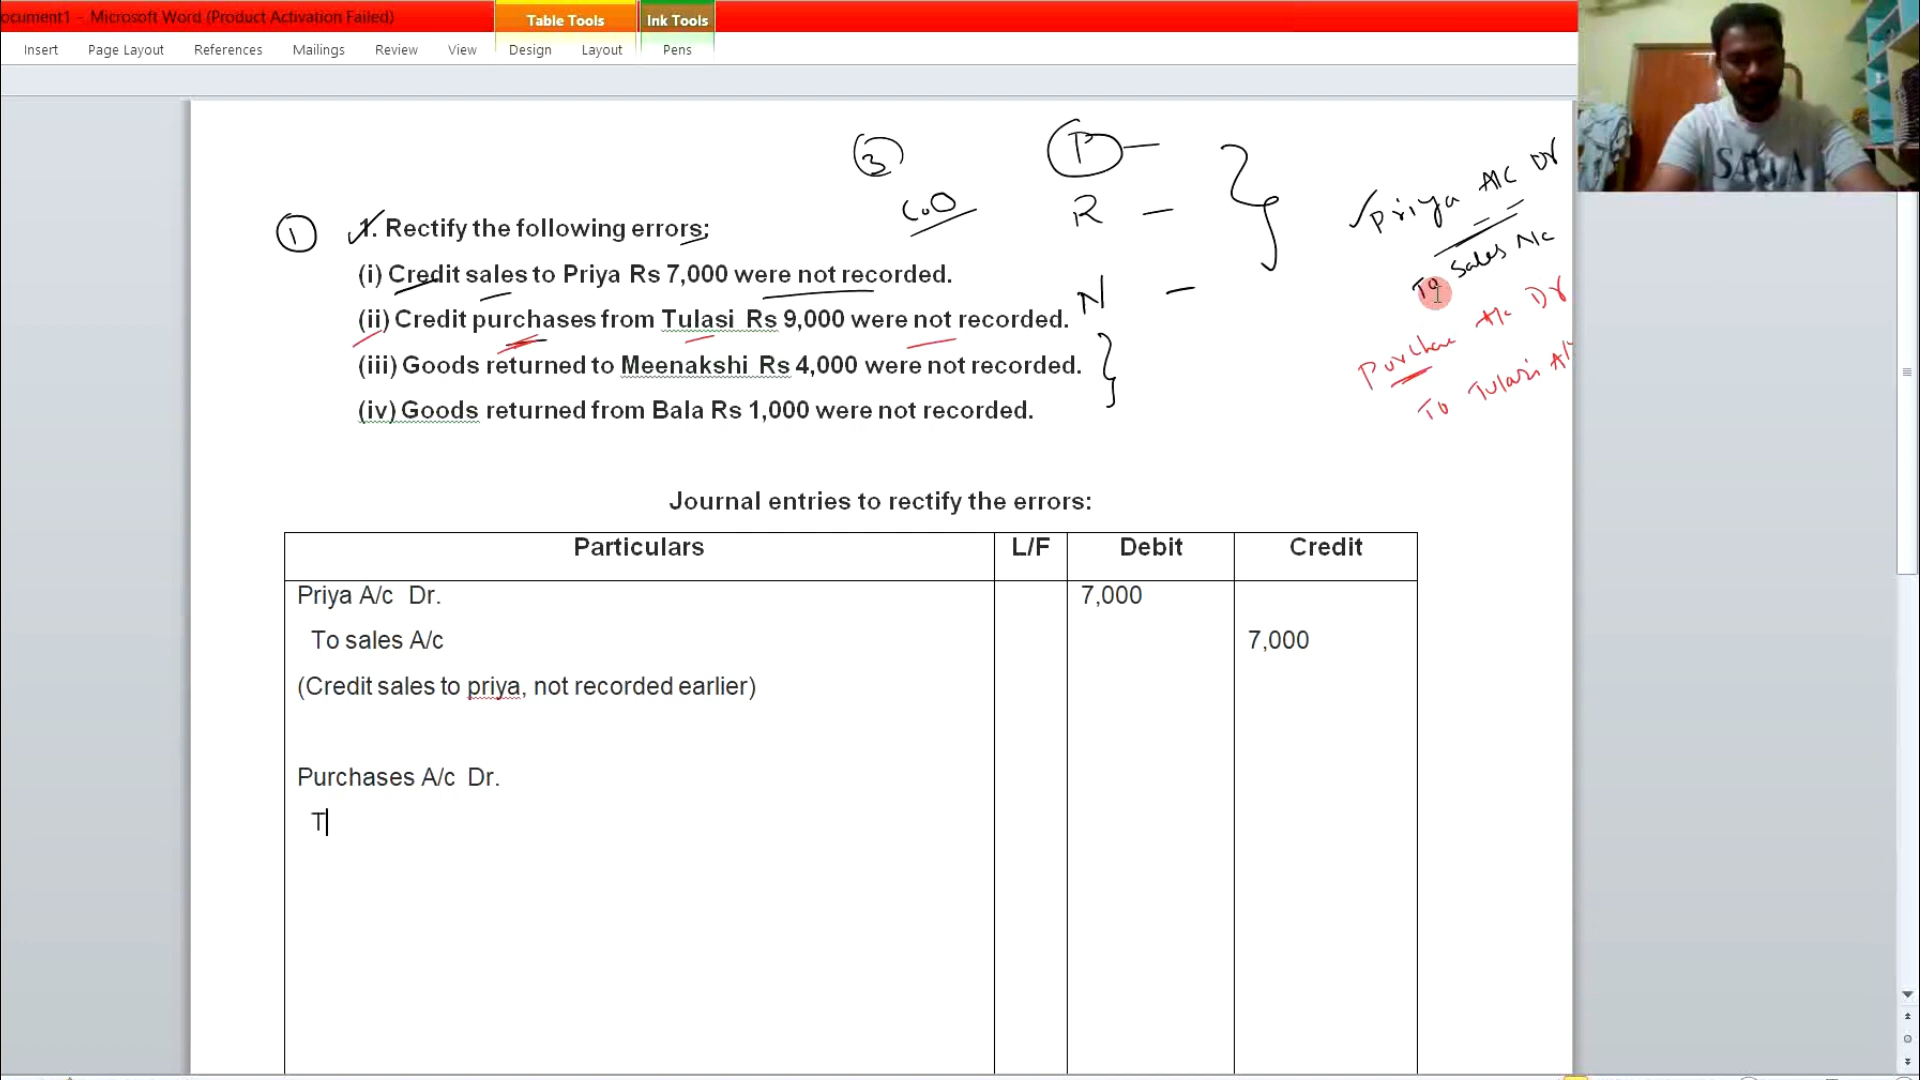 ocument1 - Microsoft Word (Product Activation Failed)
Table Tools
Ink Tools
Insert Page Layout References Mailings Review View Design Layout Pens
3
P
C.O
R
N
Priya A/c Dr
To Sales A/c
Purchase A/c Dr
To Tulasi A/
1
1. Rectify the following errors;
(i) Credit sales to Priya Rs 7,000 were not recorded.
(ii) Credit purchases from Tulasi Rs 9,000 were not recorded.
(iii) Goods returned to Meenakshi Rs 4,000 were not recorded.
(iv) Goods returned from Bala Rs 1,000 were not recorded.
Journal entries to rectify the errors:
Particulars L/F Debit Credit
Priya A/c Dr. 7,000
To sales A/c 7,000
(Credit sales to priya, not recorded earlier)
Purchases A/c Dr.
T